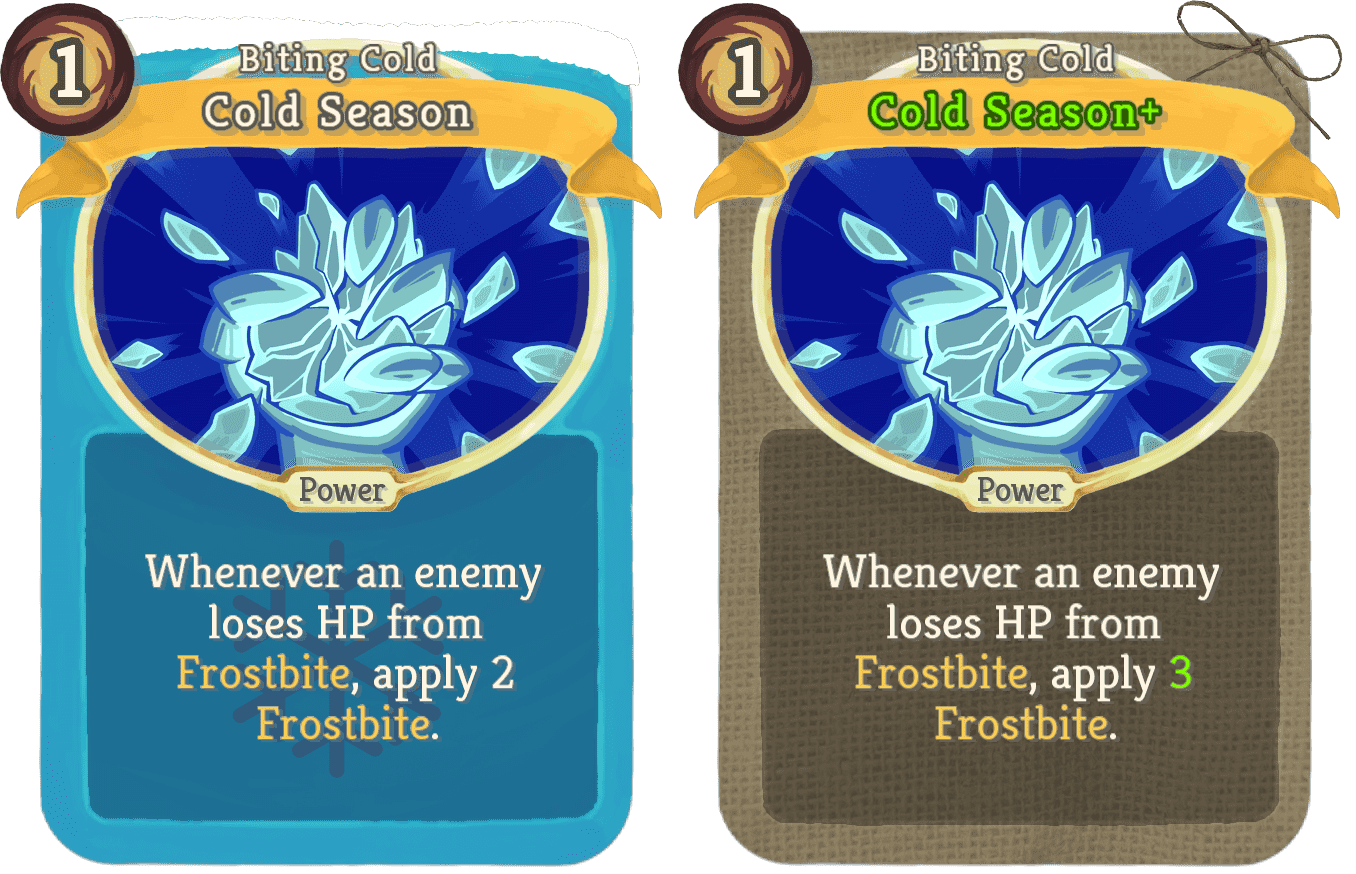 1
Biting Cold
Cold Season
Power
Whenever an enemy
loses HP from
Frostbite, apply 2
Frostbite.
1
Biting Cold
Cold Season+
Power
Whenever an enemy
loses HP from
Frostbite, apply 3
Frostbite.